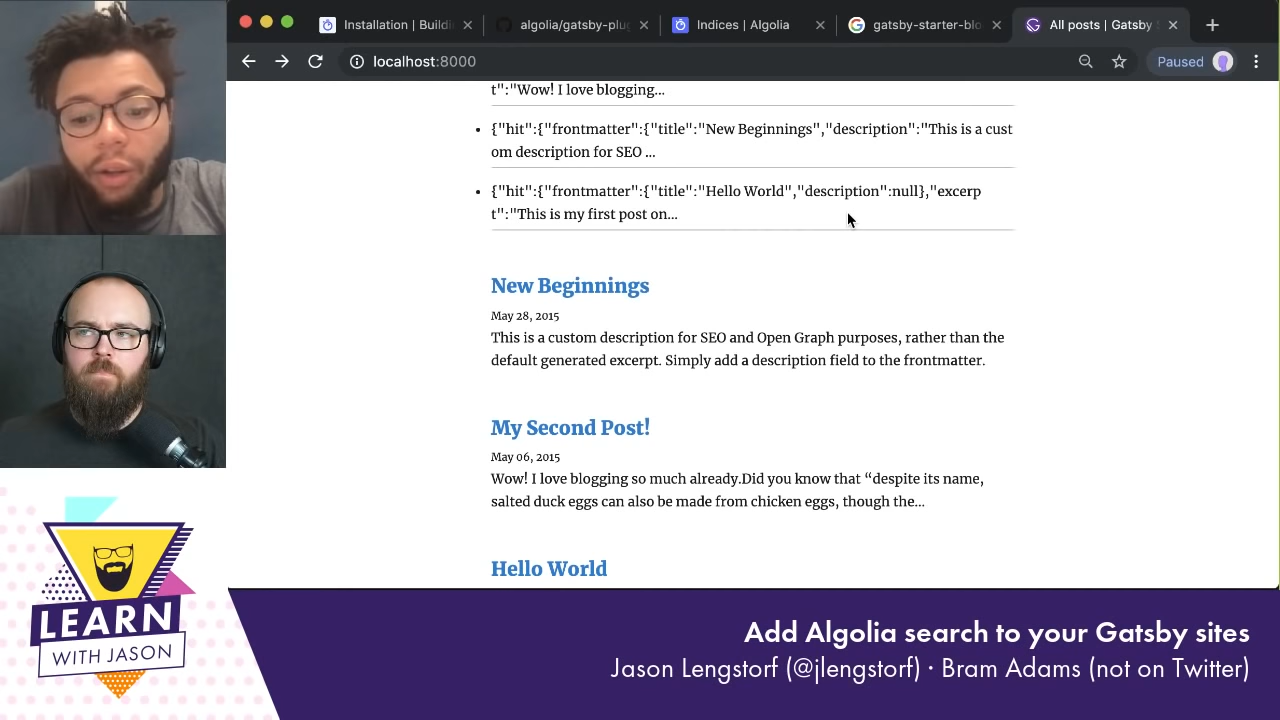 Installation | Buildi
algolia/gatsby-plug
Indices | Algolia
gatsby-starter-blo
All posts | Gatsby
localhost:8000
Paused
t":"Wow! I love blogging...
{"hit":{"frontmatter":{"title":"New Beginnings","description":"This is a cust
om description for SEO ...
{"hit":{"frontmatter":{"title":"Hello World","description":null},"excerp
t":"This is my first post on...
New Beginnings
May 28, 2015
This is a custom description for SEO and Open Graph purposes, rather than the
default generated excerpt. Simply add a description field to the frontmatter.
My Second Post!
May 06, 2015
Wow! I love blogging so much already.Did you know that “despite its name,
salted duck eggs can also be made from chicken eggs, though the...
Hello World
LEARN
WITH JASON
Add Algolia search to your Gatsby sites
Jason Lengstorf (@jlengstorf) · Bram Adams (not on Twitter)